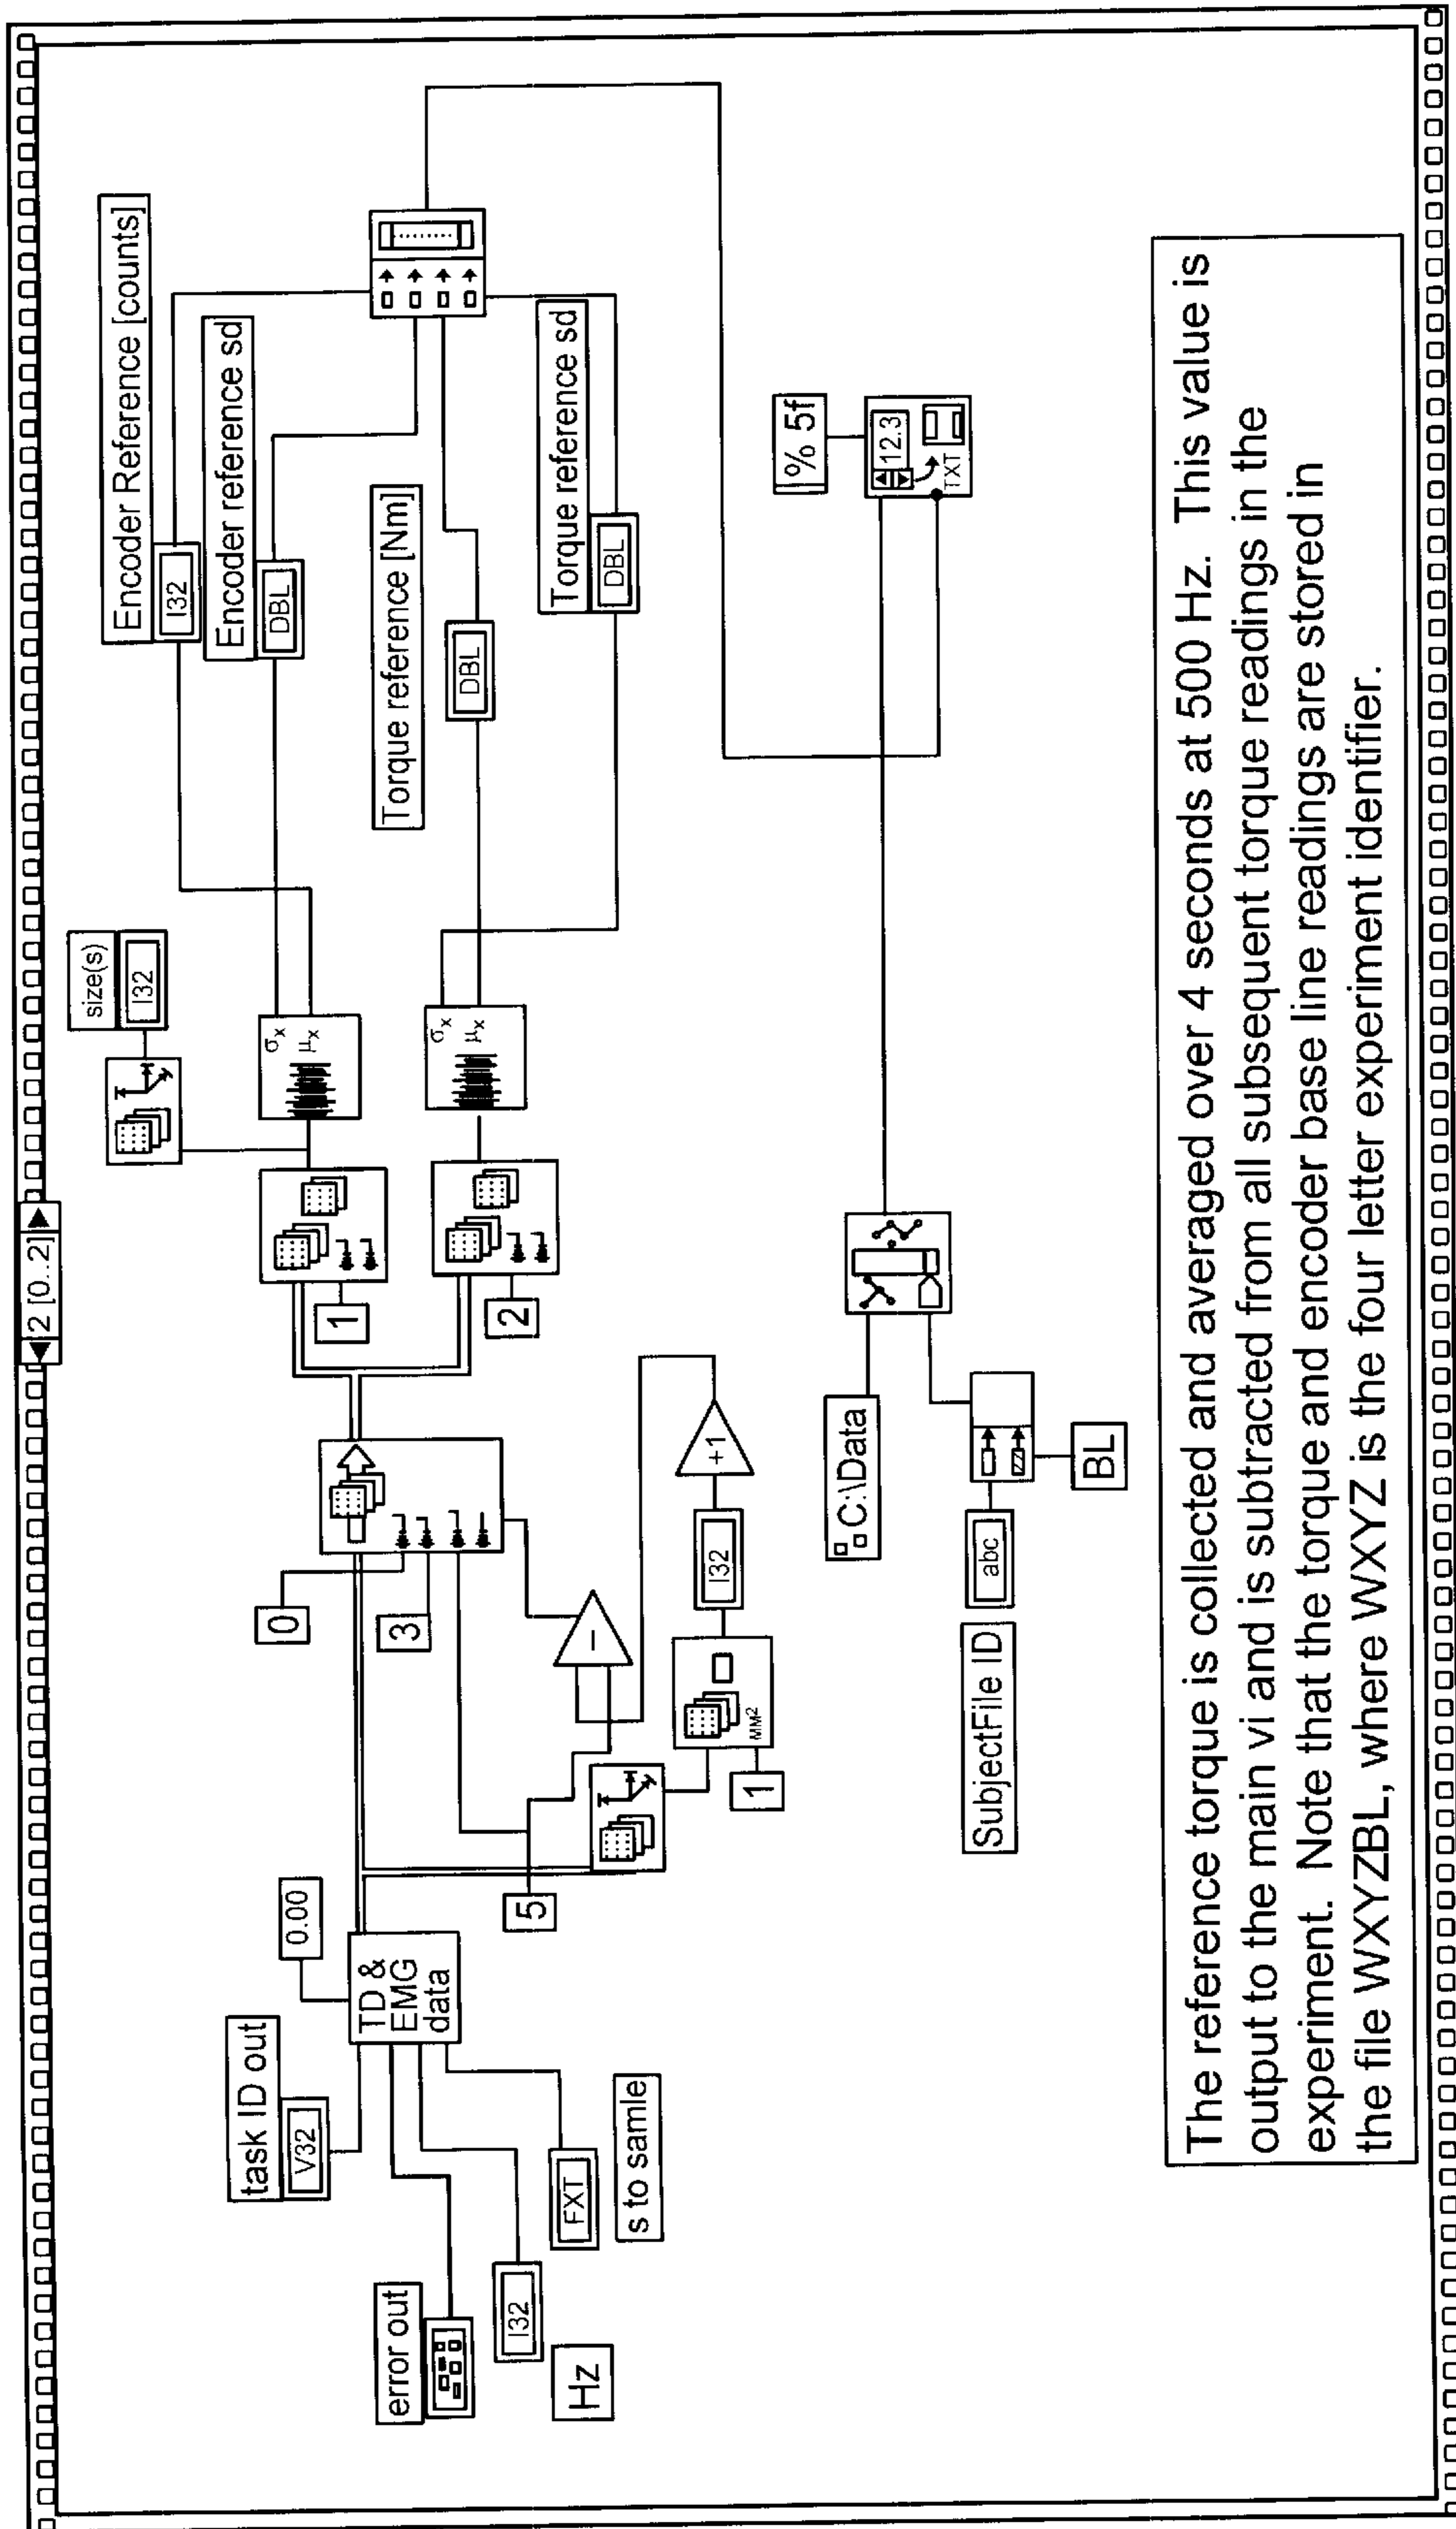 2 [0..2]
task ID out
V32
0.00
TD &
EMG
data
error out
I32
Hz
FXT
s to samle
0
3
5
1
MM²
I32
+1
−
1
2
size(s)
I32
σx
μx
σx
μx
Encoder Reference [counts]
I32
Encoder reference sd
DBL
Torque reference [Nm]
DBL
Torque reference sd
DBL
% 5f
12.3
TXT
C:\Data
SubjectFile ID
abc
BL
The reference torque is collected and averaged over 4 seconds at 500 Hz. This value is
output to the main vi and is subtracted from all subsequent torque readings in the
experiment. Note that the torque and encoder base line readings are stored in
the file WXYZBL, where WXYZ is the four letter experiment identifier.